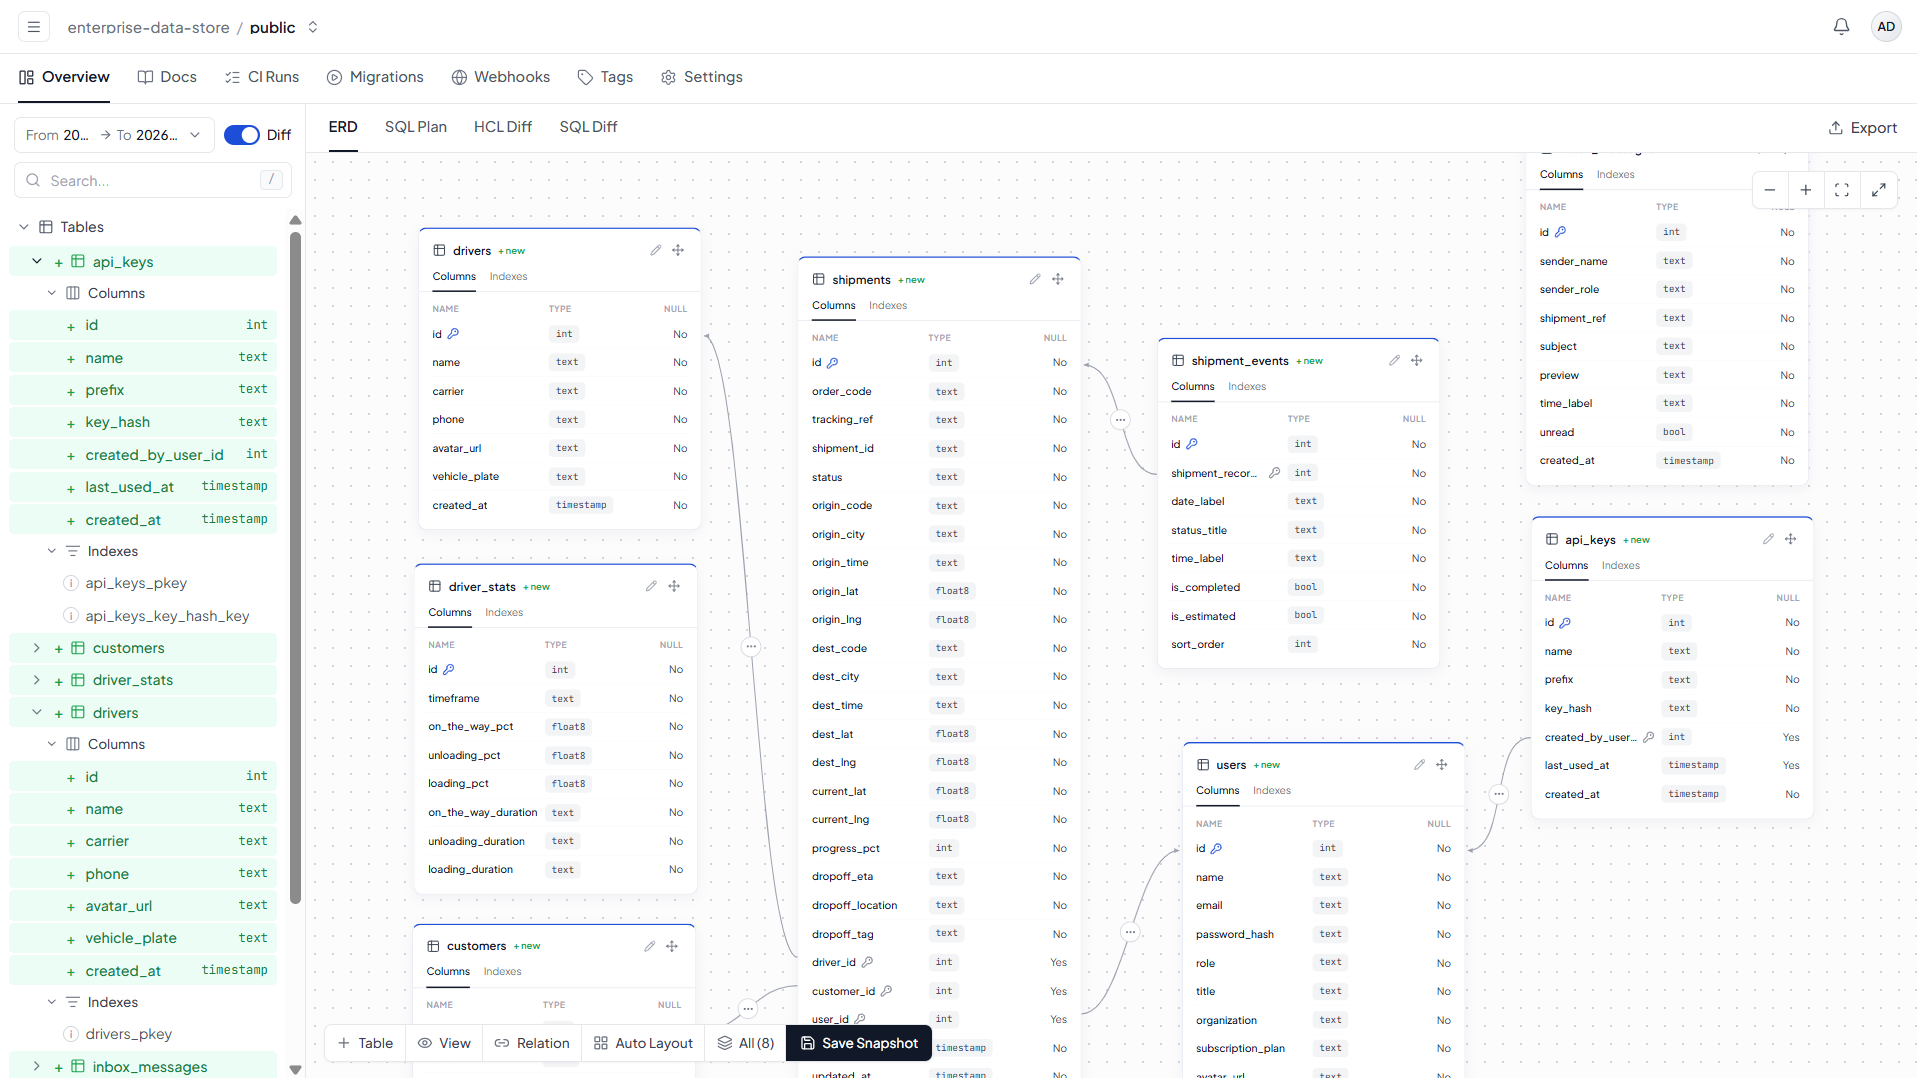 enterprise-data-store / public
AD
Overview
Docs
CI Runs
Migrations
Webhooks
Tags
Settings
From 20... → To 2026...
Diff
Search...
/
Tables
+ api_keys
Columns
+ id int
+ name text
+ prefix text
+ key_hash text
+ created_by_user_id int
+ last_used_at timestamp
+ created_at timestamp
Indexes
api_keys_pkey
api_keys_key_hash_key
+ customers
+ driver_stats
+ drivers
Columns
+ id int
+ name text
+ carrier text
+ phone text
+ avatar_url text
+ vehicle_plate text
+ created_at timestamp
Indexes
drivers_pkey
+ inbox_messages
ERD
SQL Plan
HCL Diff
SQL Diff
Export
drivers +new
Columns Indexes
NAME TYPE NULL
id int No
name text No
carrier text No
phone text No
avatar_url text No
vehicle_plate text No
created_at timestamp No
driver_stats +new
Columns Indexes
NAME TYPE NULL
id int No
timeframe text No
on_the_way_pct float8 No
unloading_pct float8 No
loading_pct float8 No
on_the_way_duration text No
unloading_duration text No
loading_duration text No
customers +new
Columns Indexes
NAME TYPE NULL
shipments +new
Columns Indexes
NAME TYPE NULL
id int No
order_code text No
tracking_ref text No
shipment_id text No
status text No
origin_code text No
origin_city text No
origin_time text No
origin_lat float8 No
origin_lng float8 No
dest_code text No
dest_city text No
dest_time text No
dest_lat float8 No
dest_lng float8 No
current_lat float8 No
current_lng float8 No
progress_pct int No
dropoff_eta text No
dropoff_location text No
dropoff_tag text No
driver_id int Yes
customer_id int Yes
user_id int Yes
timestamp No
updated_at timestamp No
shipment_events +new
Columns Indexes
NAME TYPE NULL
id int No
shipment_recor... int No
date_label text No
status_title text No
time_label text No
is_completed bool No
is_estimated bool No
sort_order int No
users +new
Columns Indexes
NAME TYPE NULL
id int No
name text No
email text No
password_hash text No
role text No
title text No
organization text No
subscription_plan text No
avatar_url text No
Columns Indexes
NAME TYPE
id int No
sender_name text No
sender_role text No
shipment_ref text No
subject text No
preview text No
time_label text No
unread bool No
created_at timestamp No
api_keys +new
Columns Indexes
NAME TYPE NULL
id int No
name text No
prefix text No
key_hash text No
created_by_user... int Yes
last_used_at timestamp Yes
created_at timestamp No
Table
View
Relation
Auto Layout
All (8)
Save Snapshot